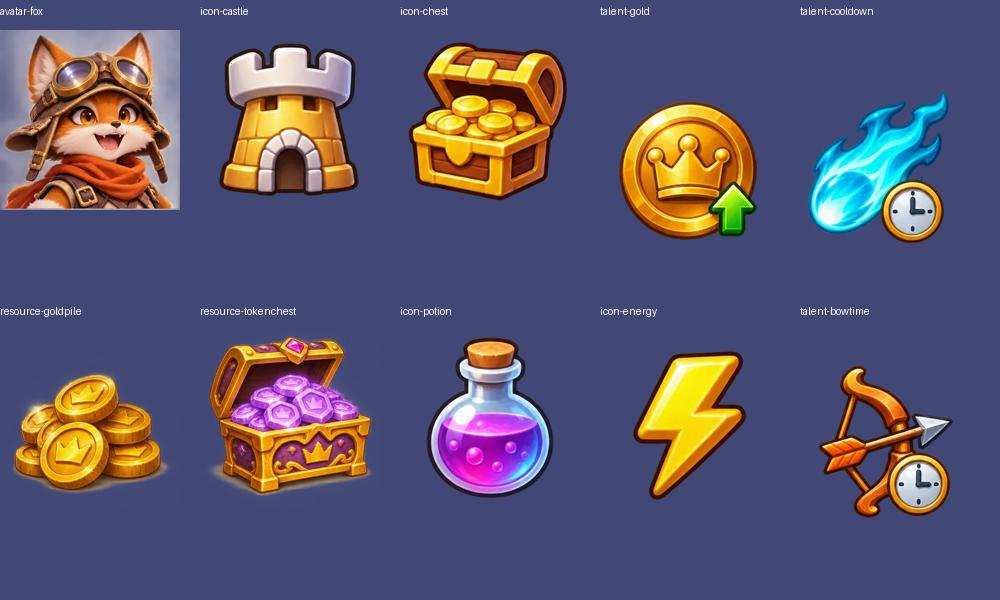 avatar-fox
icon-castle
icon-chest
talent-gold
talent-cooldown
resource-goldpile
resource-tokenchest
icon-potion
icon-energy
talent-bowtime